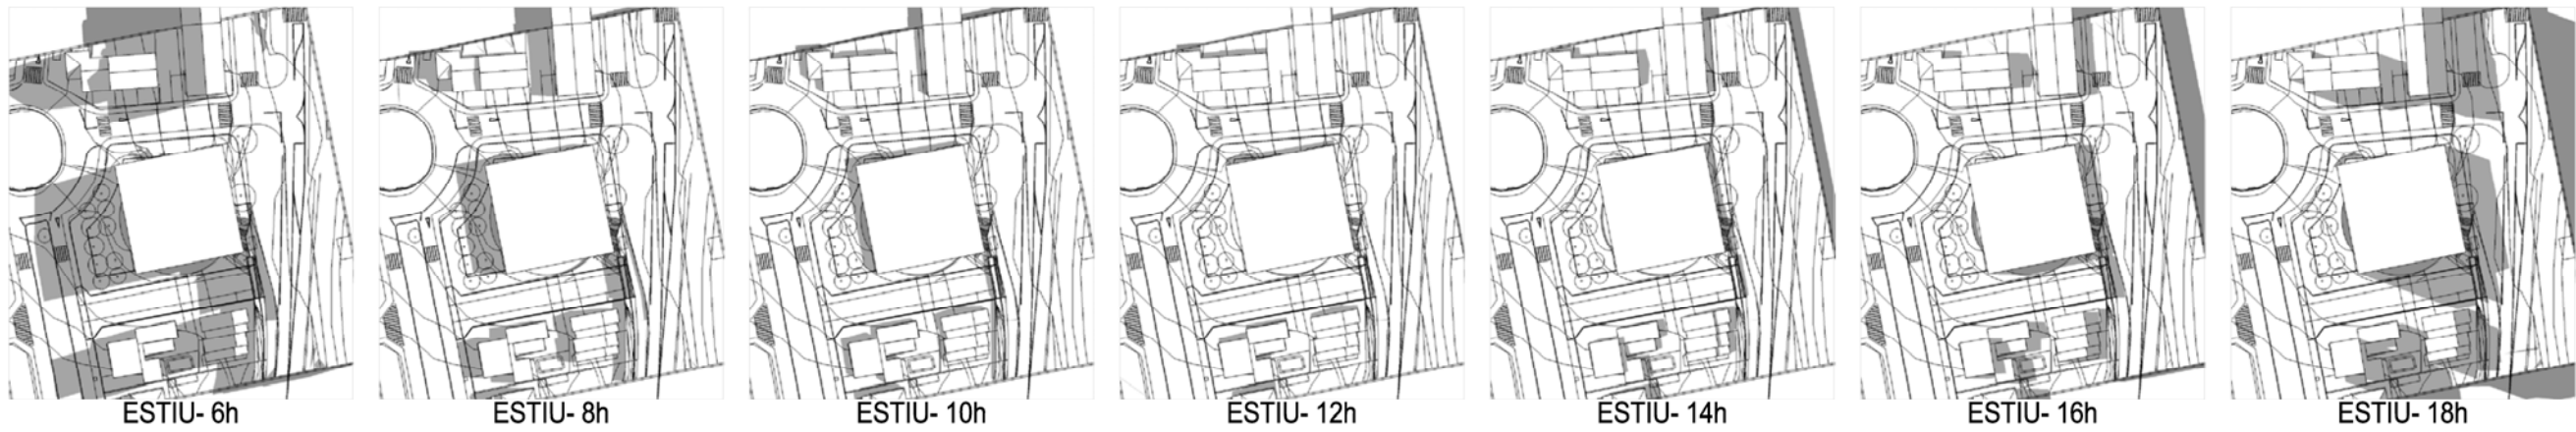 ESTIU- 6h
ESTIU- 8h
ESTIU- 10h
ESTIU- 12h
ESTIU- 14h
ESTIU- 16h
ESTIU- 18h